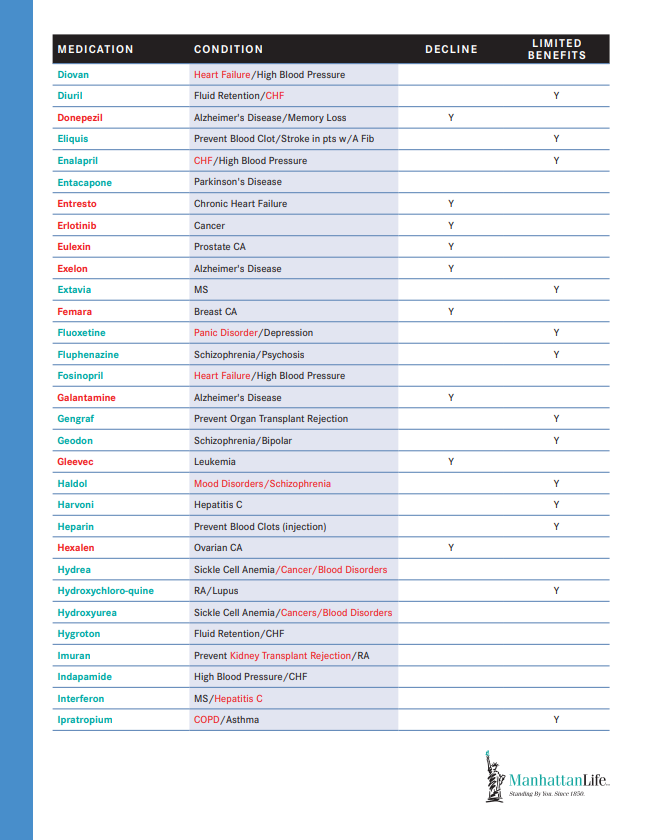 MEDICATION CONDITION DECLINE LIMITED BENEFITS
Diovan Heart Failure/High Blood Pressure
Diuril Fluid Retention/CHF Y
Donepezil Alzheimer's Disease/Memory Loss Y
Eliquis Prevent Blood Clot/Stroke in pts w/A Fib Y
Enalapril CHF/High Blood Pressure Y
Entacapone Parkinson's Disease
Entresto Chronic Heart Failure Y
Erlotinib Cancer Y
Eulexin Prostate CA Y
Exelon Alzheimer's Disease Y
Extavia MS Y
Femara Breast CA Y
Fluoxetine Panic Disorder/Depression Y
Fluphenazine Schizophrenia/Psychosis Y
Fosinopril Heart Failure/High Blood Pressure
Galantamine Alzheimer's Disease Y
Gengraf Prevent Organ Transplant Rejection Y
Geodon Schizophrenia/Bipolar Y
Gleevec Leukemia Y
Haldol Mood Disorders/Schizophrenia Y
Harvoni Hepatitis C Y
Heparin Prevent Blood Clots (injection) Y
Hexalen Ovarian CA Y
Hydrea Sickle Cell Anemia/Cancer/Blood Disorders
Hydroxychloro-quine RA/Lupus Y
Hydroxyurea Sickle Cell Anemia/Cancers/Blood Disorders
Hygroton Fluid Retention/CHF
Imuran Prevent Kidney Transplant Rejection/RA
Indapamide High Blood Pressure/CHF
Interferon MS/Hepatitis C
Ipratropium COPD/Asthma Y
ManhattanLife
Standing By You. Since 1850.